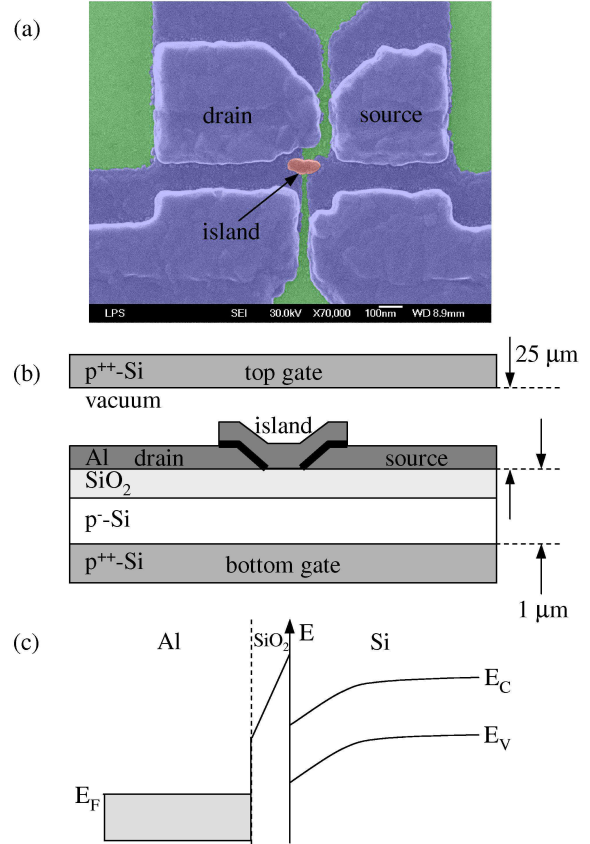 (a)
drain
source
island
LPS SEI 30.0kV X70,000 100nm WD 8.9mm
(b)
25 μm
p++-Si top gate
vacuum
island
Al drain source
SiO2
p--Si
p++-Si bottom gate
1 μm
(c)
Al SiO2 E Si
EC
EV
EF